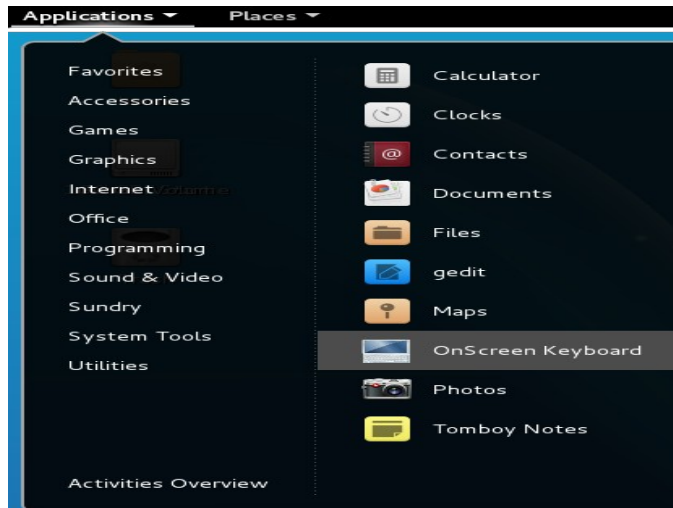 Applications Places
Favorites
Accessories
Games
Graphics
Internet
Office
Programming
Sound & Video
Sundry
System Tools
Utilities
Activities Overview
Calculator
Clocks
Contacts
Documents
Files
gedit
Maps
OnScreen Keyboard
Photos
Tomboy Notes